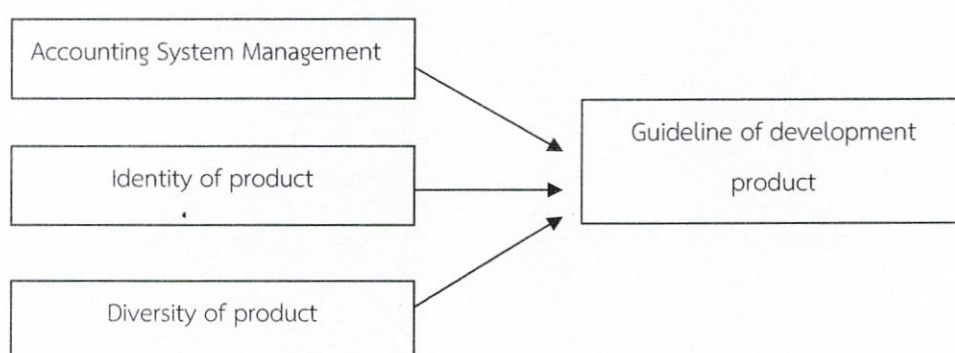 Accounting System Management
Identity of product
Diversity of product
Guideline of development
product